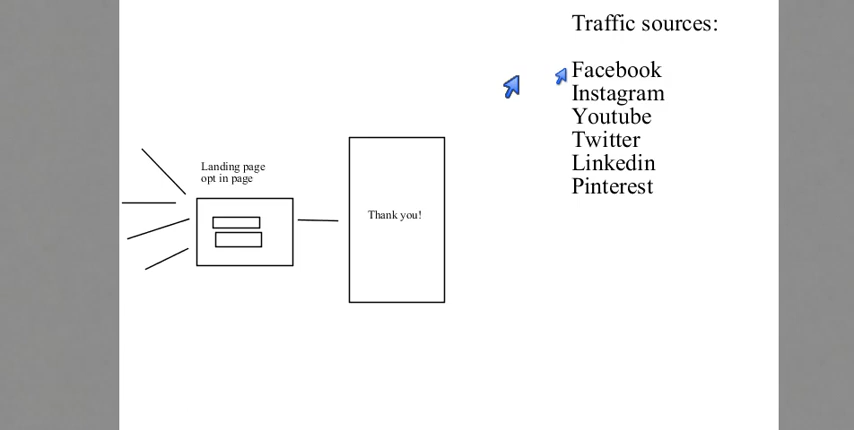 Traffic sources:
Facebook
Instagram
Youtube
Twitter
Linkedin
Pinterest
Landing page
opt in page
Thank you!